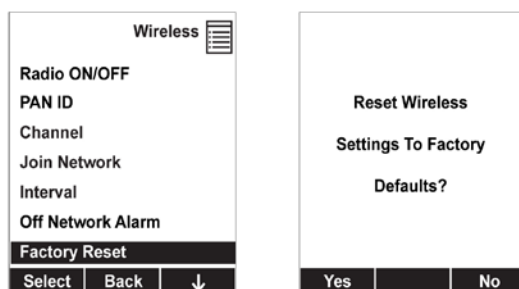 Wireless
Radio ON/OFF
PAN ID
Channel
Join Network
Interval
Off Network Alarm
Factory Reset
Select Back ↓
Reset Wireless
Settings To Factory
Defaults?
Yes No